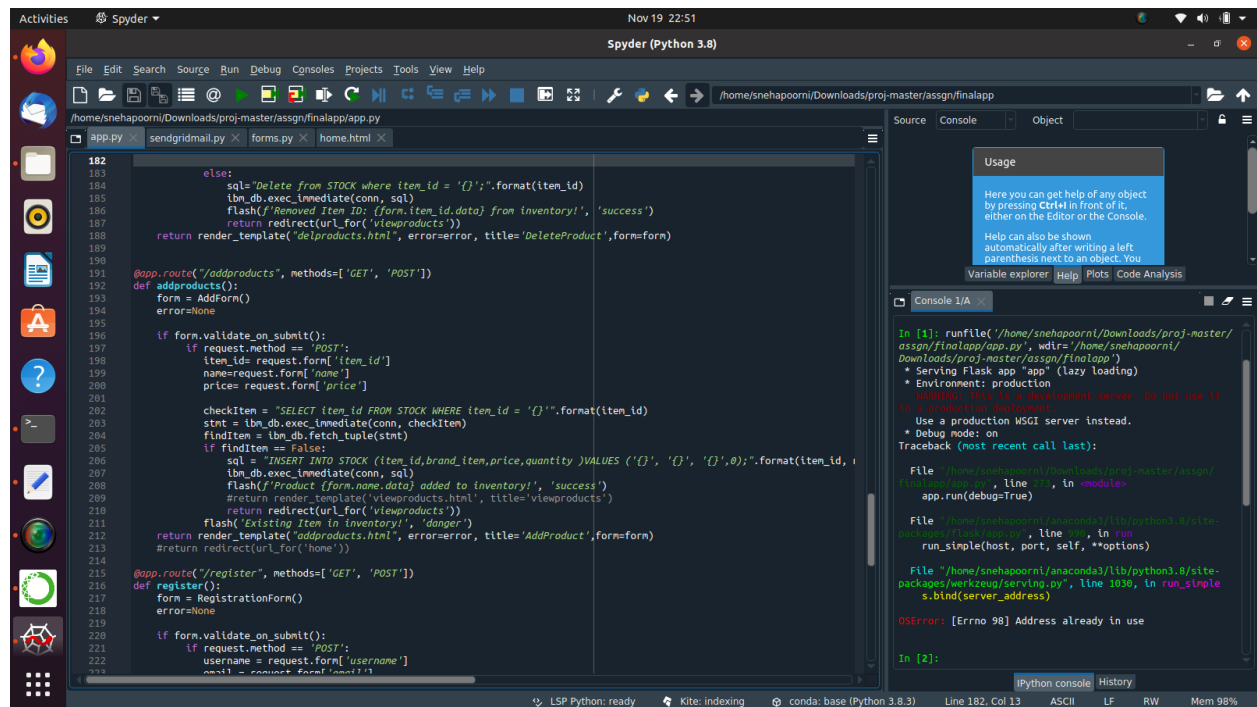 Activities
Spyder
Nov 19 22:51
Spyder (Python 3.8)
File Edit Search Source Run Debug Consoles Projects Tools View Help
/home/snehapoorni/Downloads/proj-master/assgn/finalapp
/home/snehapoorni/Downloads/proj-master/assgn/finalapp/app.py
app.py
sendgridmail.py
forms.py
home.html
182
183 else:
184 sql="Delete from STOCK where item_id = '{}';".format(item_id)
185 ibm_db.exec_immediate(conn, sql)
186 flash(f'Removed Item ID: {form.item_id.data} from inventory!', 'success')
187 return redirect(url_for('viewproducts'))
188 return render_template("delproducts.html", error=error, title='DeleteProduct',form=form)
189
190
191 @app.route("/addproducts", methods=['GET', 'POST'])
192 def addproducts():
193 form = AddForm()
194 error=None
195
196 if form.validate_on_submit():
197 if request.method == 'POST':
198 item_id= request.form['item_id']
199 name=request.form['name']
200 price= request.form['price']
201
202 checkItem = "SELECT item_id FROM STOCK WHERE item_id = '{}'".format(item_id)
203 stmt = ibm_db.exec_immediate(conn, checkItem)
204 findItem = ibm_db.fetch_tuple(stmt)
205 if findItem == False:
206 sql = "INSERT INTO STOCK (item_id,brand_item,price,quantity )VALUES ('{}', '{}', '{}',0);".format(item_id,
207 ibm_db.exec_immediate(conn, sql)
208 flash(f'Product {form.name.data} added to inventory!', 'success')
209 #return render_template('viewproducts.html', title='viewproducts')
210 return redirect(url_for('viewproducts'))
211 flash('Existing Item in inventory!', 'danger')
212 return render_template("addproducts.html", error=error, title='AddProduct',form=form)
213 #return redirect(url_for('home'))
214
215 @app.route("/register", methods=['GET', 'POST'])
216 def register():
217 form = RegistrationForm()
218 error=None
219
220 if form.validate_on_submit():
221 if request.method == 'POST':
222 username = request.form['username']
223 email = request.form['email']
Source Console Object
Usage
Here you can get help of any object
by pressing Ctrl+I in front of it,
either on the Editor or the Console.
Help can also be shown
automatically after writing a left
parenthesis next to an object. You
Variable explorer Help Plots Code Analysis
Console 1/A
In [1]: runfile('/home/snehapoorni/Downloads/proj-master/
assgn/finalapp/app.py', wdir='/home/snehapoorni/
Downloads/proj-master/assgn/finalapp')
* Serving Flask app "app" (lazy loading)
* Environment: production
WARNING: This is a development server. Do not use it
in a production deployment.
Use a production WSGI server instead.
* Debug mode: on
Traceback (most recent call last):
File "/home/snehapoorni/Downloads/proj-master/assgn/
finalapp/app.py", line 273, in <module>
app.run(debug=True)
File "/home/snehapoorni/anaconda3/lib/python3.8/site-
packages/flask/app.py", line 990, in run
run_simple(host, port, self, **options)
File "/home/snehapoorni/anaconda3/lib/python3.8/site-
packages/werkzeug/serving.py", line 1030, in run_simple
s.bind(server_address)
OSError: [Errno 98] Address already in use
In [2]:
IPython console History
LSP Python: ready Kite: indexing conda: base (Python 3.8.3) Line 182, Col 13 ASCII LF RW Mem 98%